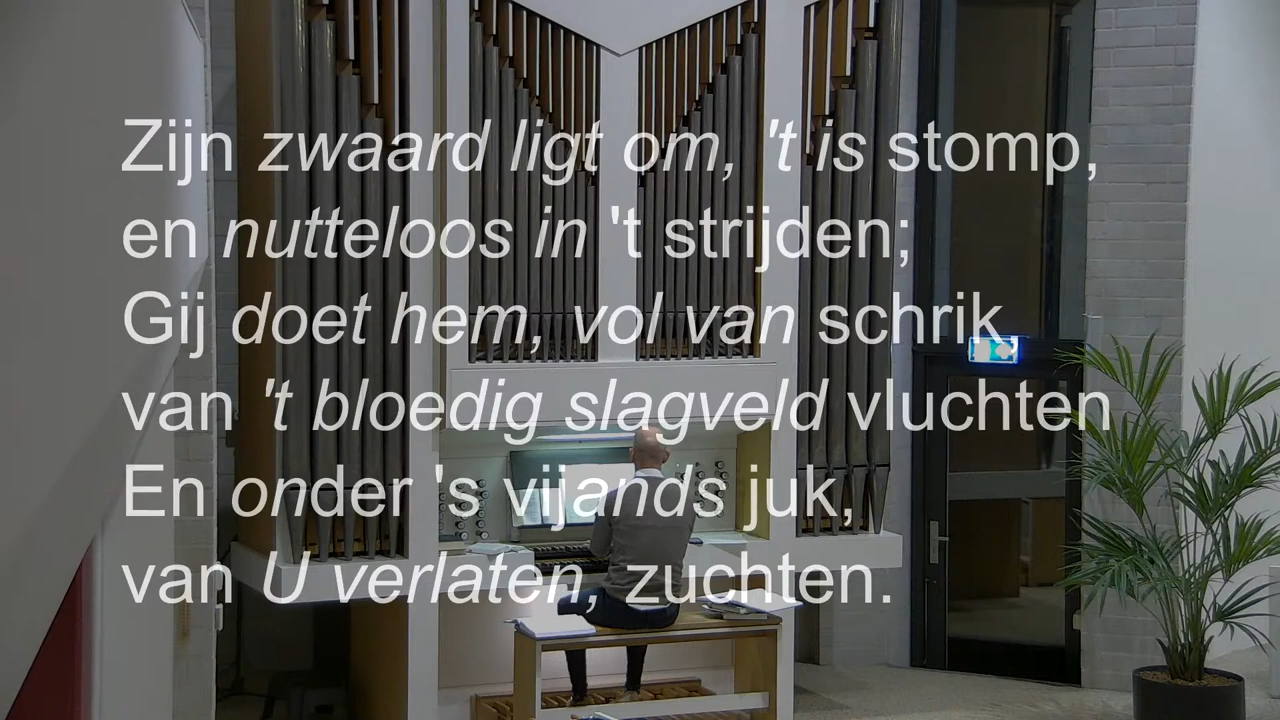 Zijn zwaard ligt om, 't is stomp,
en nutteloos in 't strijden;
Gij doet hem, vol van schrik
van 't bloedig slagveld vluchten
En onder 's vijands juk,
van U verlaten, zuchten.